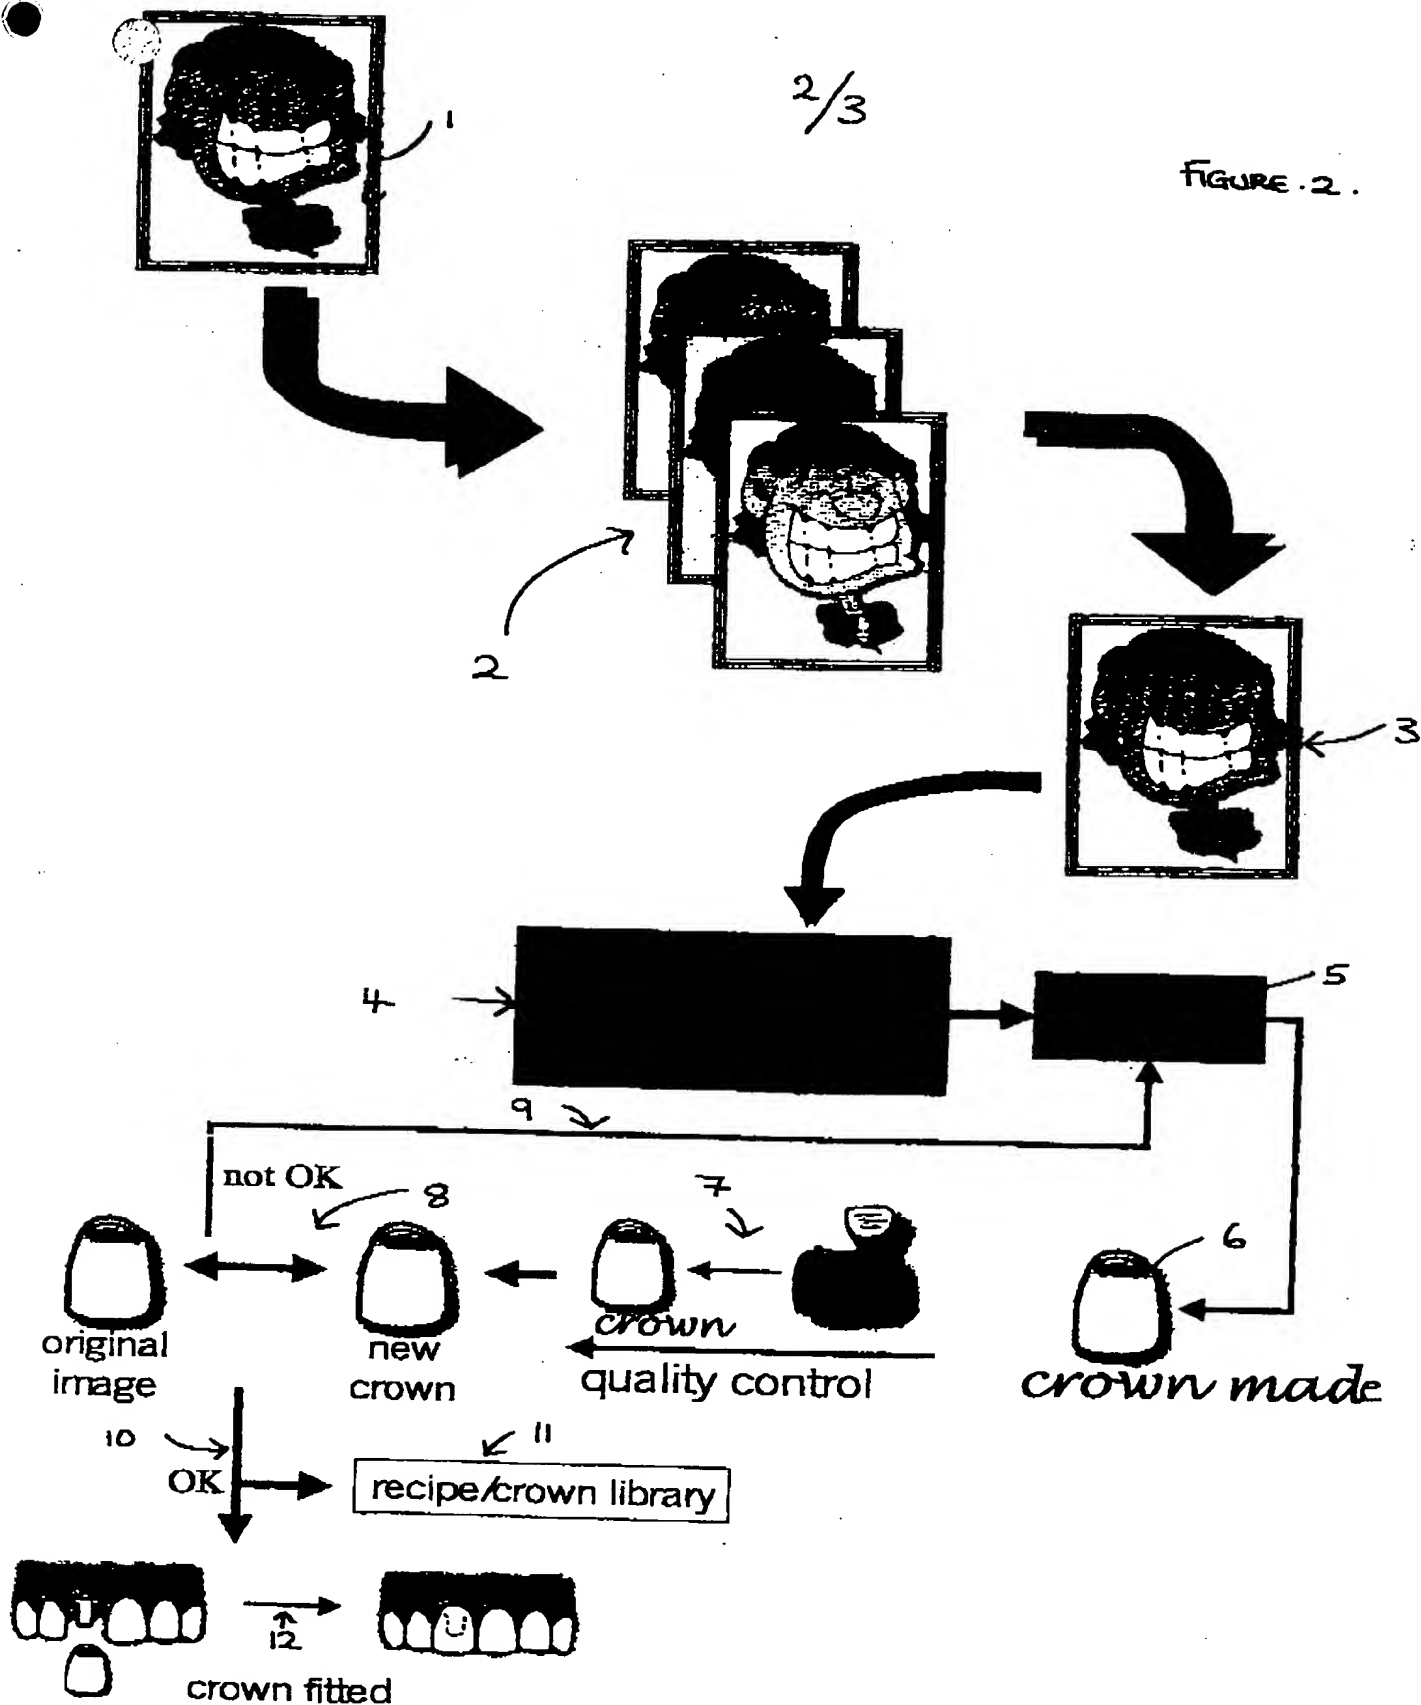 2/3
FIGURE.2.
1
2
3
4
5
9
not OK
8
7
6
original
image
new
crown
crown
quality control
crown made
10
11
OK
recipe/crown library
12
crown fitted